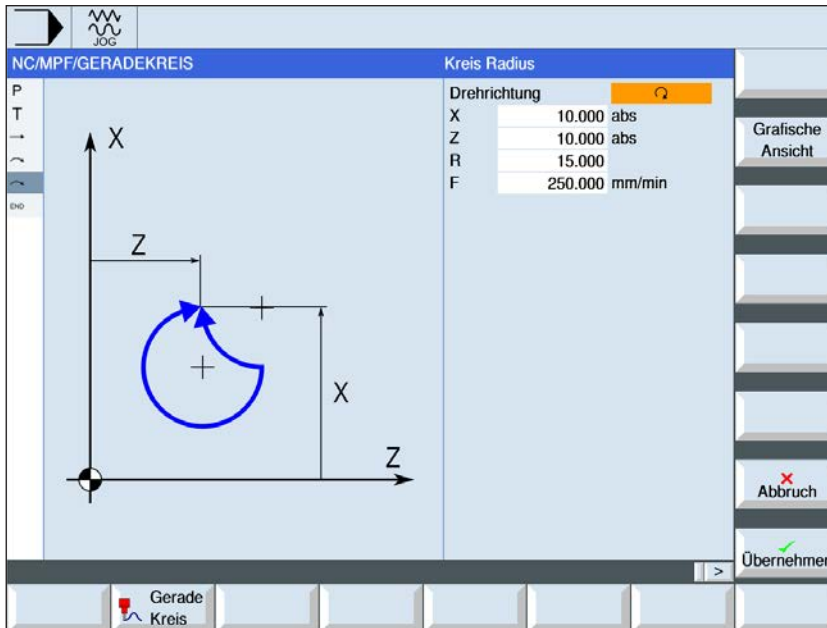 JOG
NC/MPF/GERADEKREIS
Kreis Radius
P
T
END
X
Z
X
Z
Drehrichtung
X 10.000 abs
Z 10.000 abs
R 15.000
F 250.000 mm/min
Grafische
Ansicht
Abbruch
Übernehmen
>
Gerade
Kreis